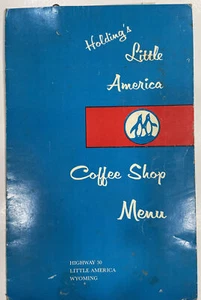 Holding's
Little
America
Coffee Shop
Menu
HIGHWAY 30
LITTLE AMERICA
WYOMING